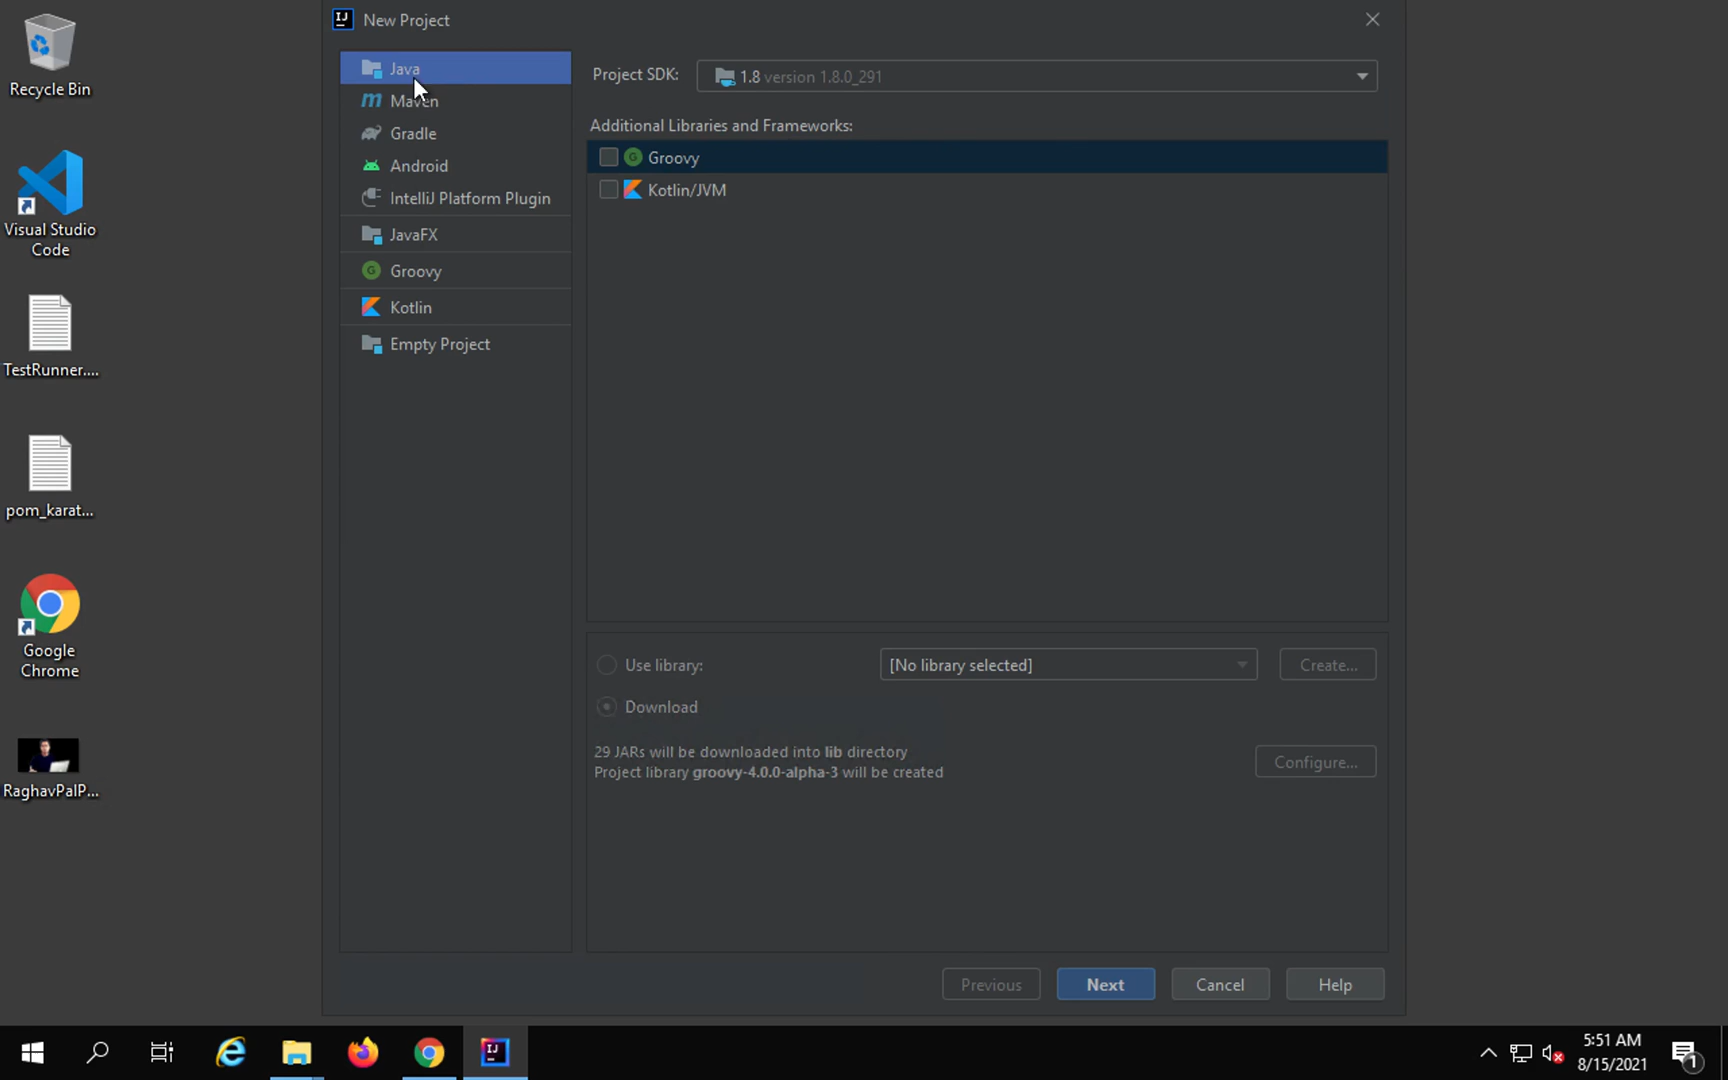 New Project
Recycle Bin
Visual Studio
Code
TestRunner....
pom_karat...
Google
Chrome
RaghavPalP...
Java
Maven
Gradle
Android
IntelliJ Platform Plugin
JavaFX
Groovy
Kotlin
Empty Project
Project SDK:
1.8 version 1.8.0_291
Additional Libraries and Frameworks:
Groovy
Kotlin/JVM
Use library:
[No library selected]
Create...
Download
29 JARs will be downloaded into lib directory
Project library groovy-4.0.0-alpha-3 will be created
Configure...
Previous
Next
Cancel
Help
5:51 AM
8/15/2021
1